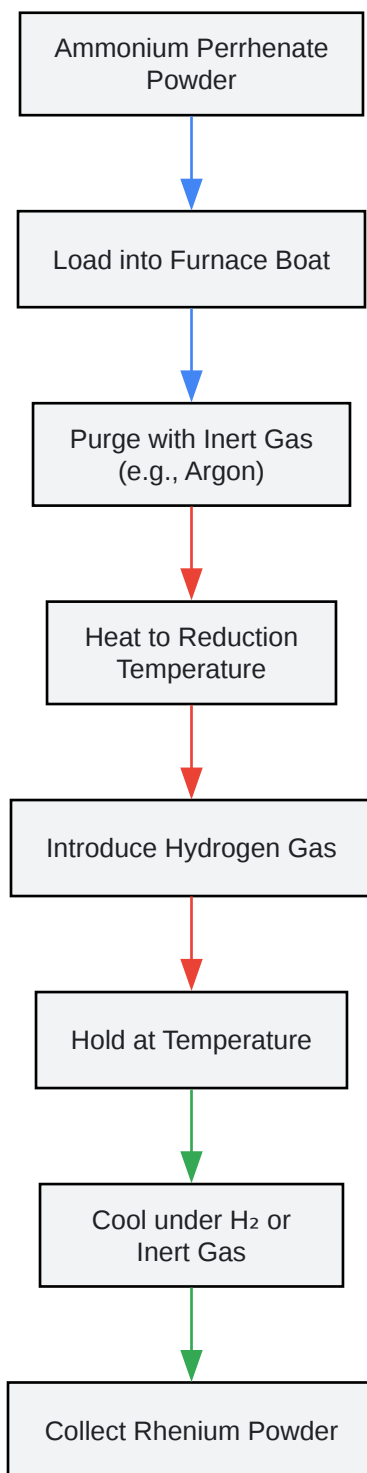 Ammonium Perrhenate
Powder
Load into Furnace Boat
Purge with Inert Gas
(e.g., Argon)
Heat to Reduction
Temperature
Introduce Hydrogen Gas
Hold at Temperature
Cool under H₂ or
Inert Gas
Collect Rhenium Powder